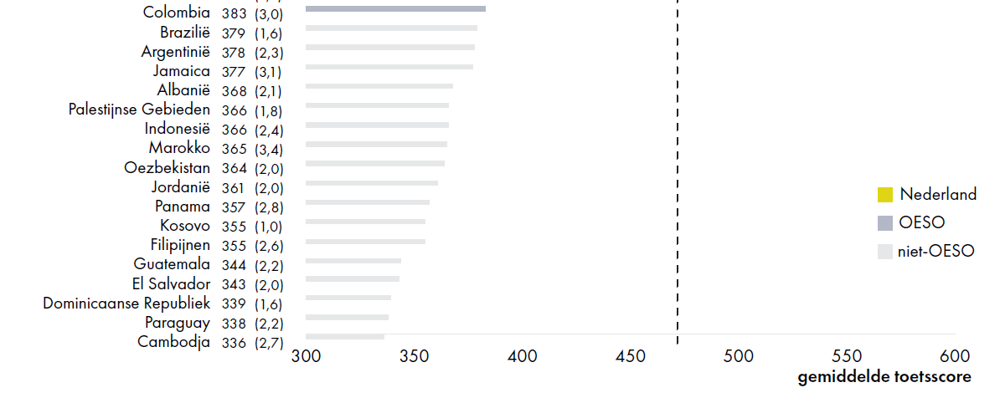 Colombia 383 (3,0)
Brazilië 379 (1,6)
Argentinië 378 (2,3)
Jamaica 377 (3,1)
Albanië 368 (2,1)
Palestijnse Gebieden 366 (1,8)
Indonesië 366 (2,4)
Marokko 365 (3,4)
Oezbekistan 364 (2,0)
Jordanië 361 (2,0)
Panama 357 (2,8)
Kosovo 355 (1,0)
Filipijnen 355 (2,6)
Guatemala 344 (2,2)
El Salvador 343 (2,0)
Dominicaanse Republiek 339 (1,6)
Paraguay 338 (2,2)
Cambodja 336 (2,7)
Nederland
OESO
niet-OESO
300 350 400 450 500 550 600
gemiddelde toetsscore